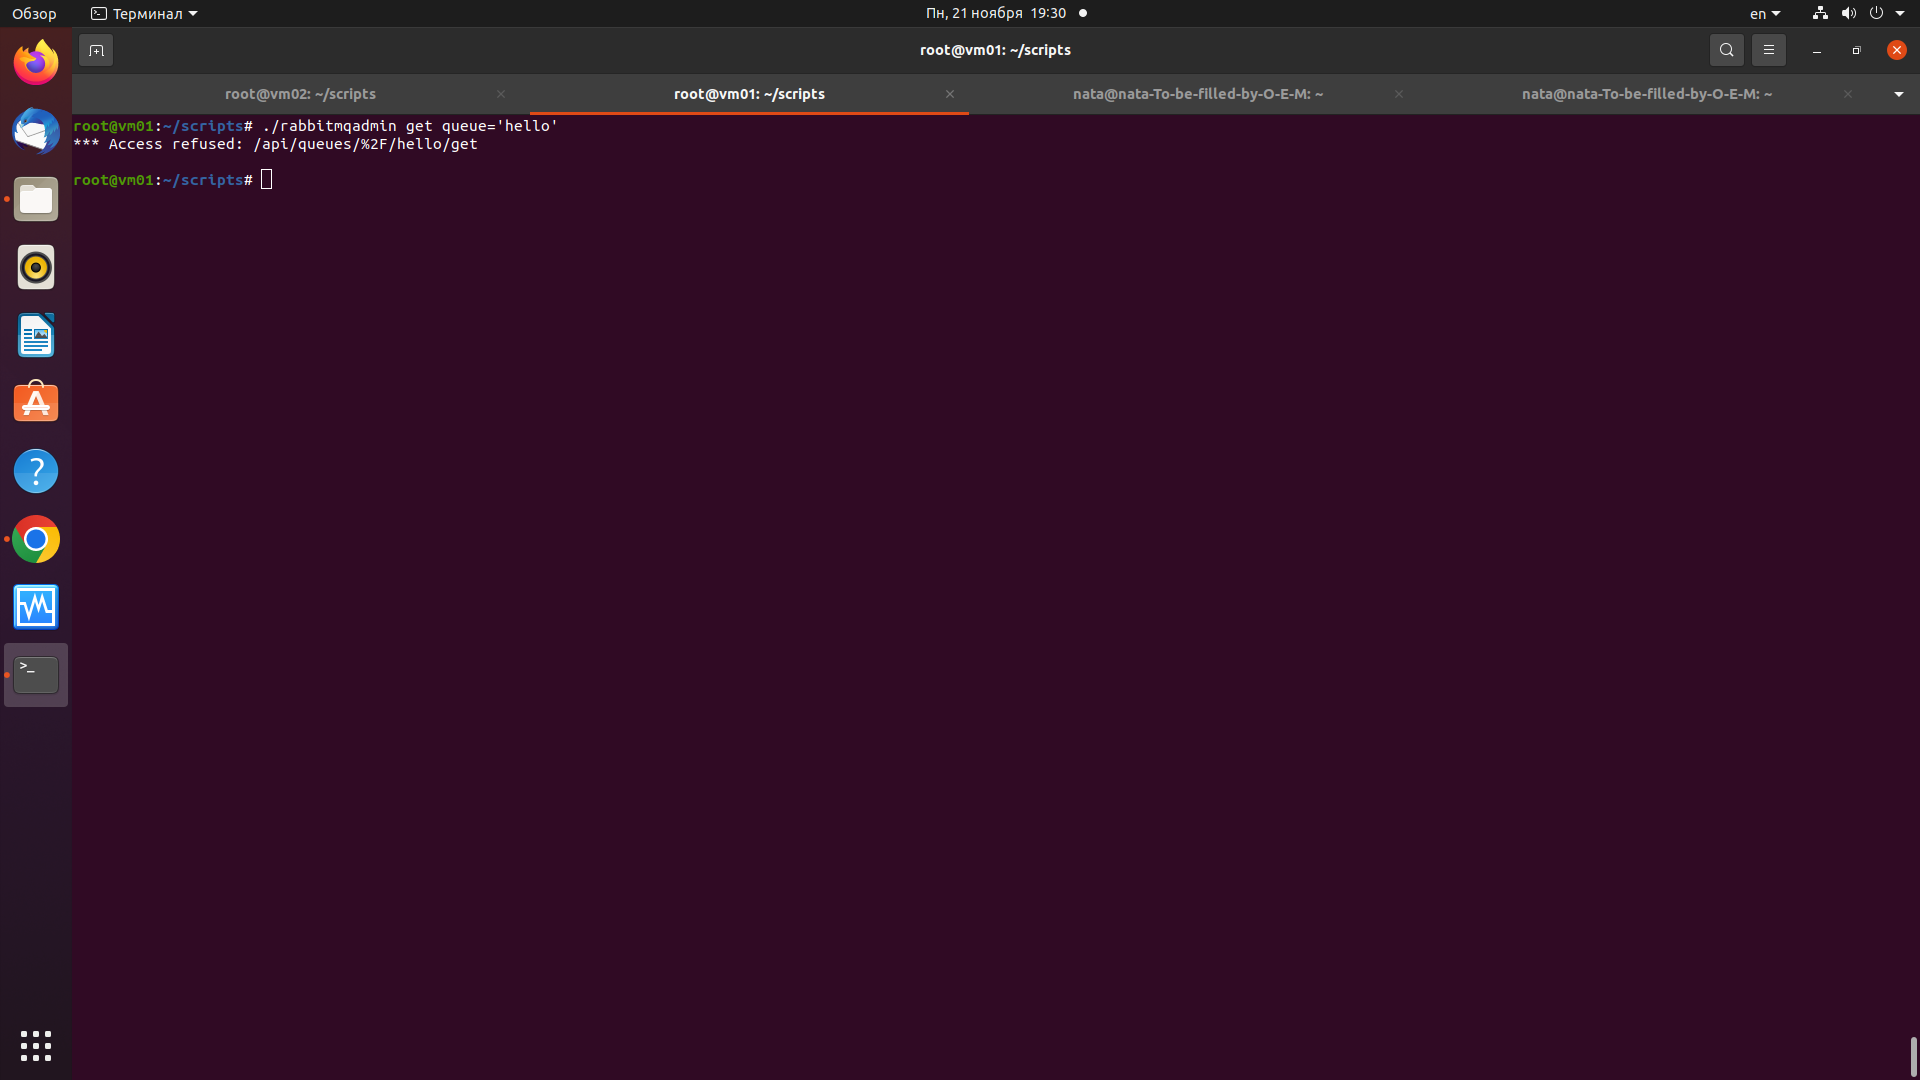 Обзор
Терминал
Пн, 21 ноября 19:30
en
root@vm01: ~/scripts
root@vm02: ~/scripts
root@vm01: ~/scripts
nata@nata-To-be-filled-by-O-E-M: ~
nata@nata-To-be-filled-by-O-E-M: ~
root@vm01:~/scripts# ./rabbitmqadmin get queue='hello'
*** Access refused: /api/queues/%2F/hello/get
root@vm01:~/scripts#